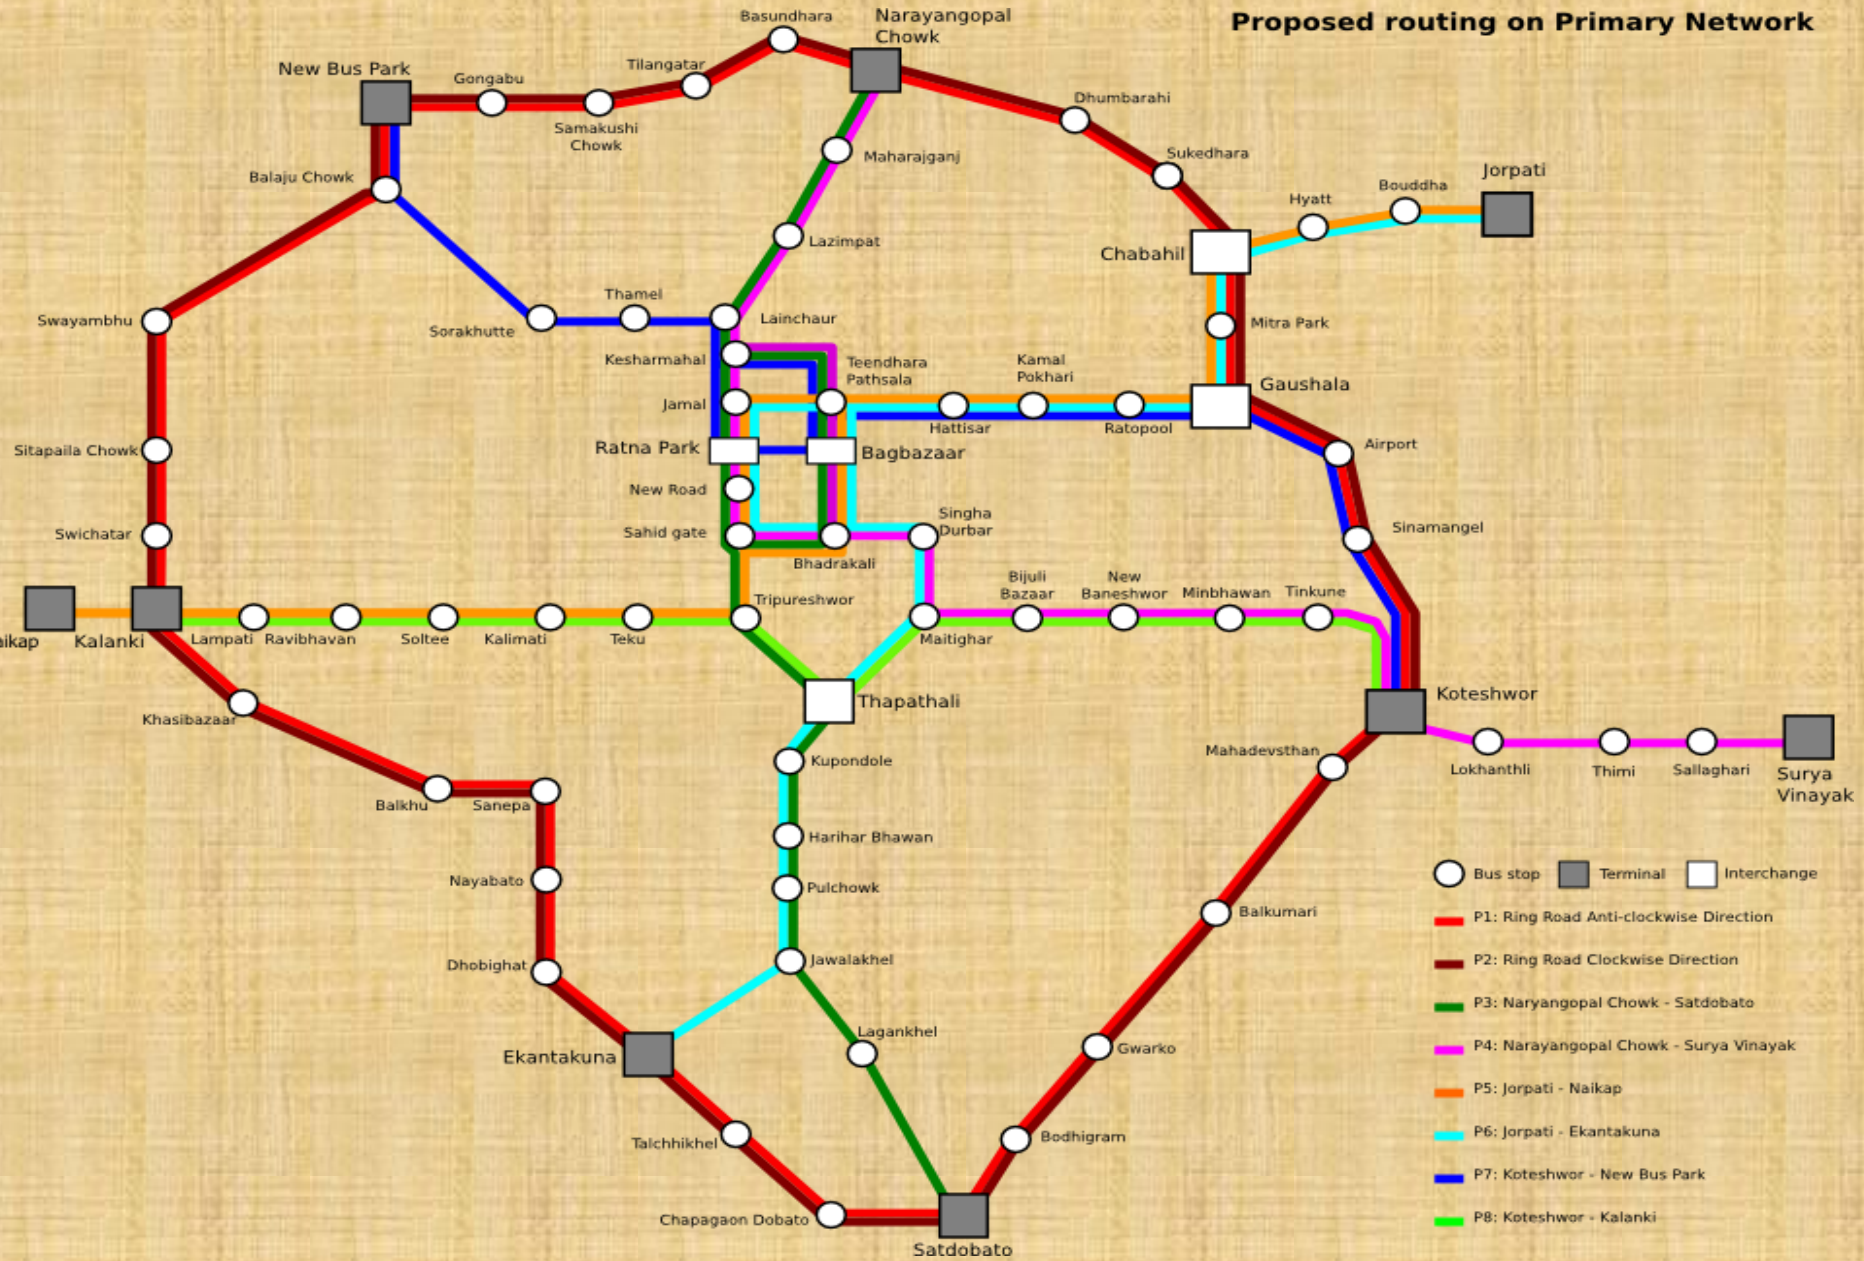 Proposed routing on Primary Network
Basundhara
Narayangopal
Chowk
New Bus Park
Gongabu
Tilangatar
Samakushi
Chowk
Dhumbarahi
Maharajganj
Sukedhara
Balaju Chowk
Jorpati
Bouddha
Hyatt
Lazimpat
Chabahil
Swayambhu
Sorakhutte
Thamel
Lainchaur
Mitra Park
Kesharmahal
Teendhara
Pathsala
Kamal
Pokhari
Gaushala
Jamal
Hattisar
Ratopool
Ratna Park
Bagbazaar
Airport
Sitapaila Chowk
New Road
Swichatar
Sahid gate
Singha
Durbar
Sinamangel
Bhadrakali
Bijuli
Bazaar
New
Baneshwor
Minbhawan
Tinkune
Tripureshwor
aikap
Kalanki
Lampati
Ravibhavan
Soltee
Kalimati
Teku
Maitighar
Thapathali
Koteshwor
Khasibazaar
Kupondole
Mahadevsthan
Lokhanthli
Thimi
Sallaghari
Surya
Vinayak
Balkhu
Sanepa
Harihar Bhawan
Nayabato
Pulchowk
Balkumari
Dhobighat
Jawalakhel
Lagankhel
Ekantakuna
Gwarko
Talchhikhel
Bodhigram
Chapagaon Dobato
Satdobato
Bus stop
Terminal
Interchange
P1: Ring Road Anti-clockwise Direction
P2: Ring Road Clockwise Direction
P3: Naryangopal Chowk - Satdobato
P4: Narayangopal Chowk - Surya Vinayak
P5: Jorpati - Naikap
P6: Jorpati - Ekantakuna
P7: Koteshwor - New Bus Park
P8: Koteshwor - Kalanki